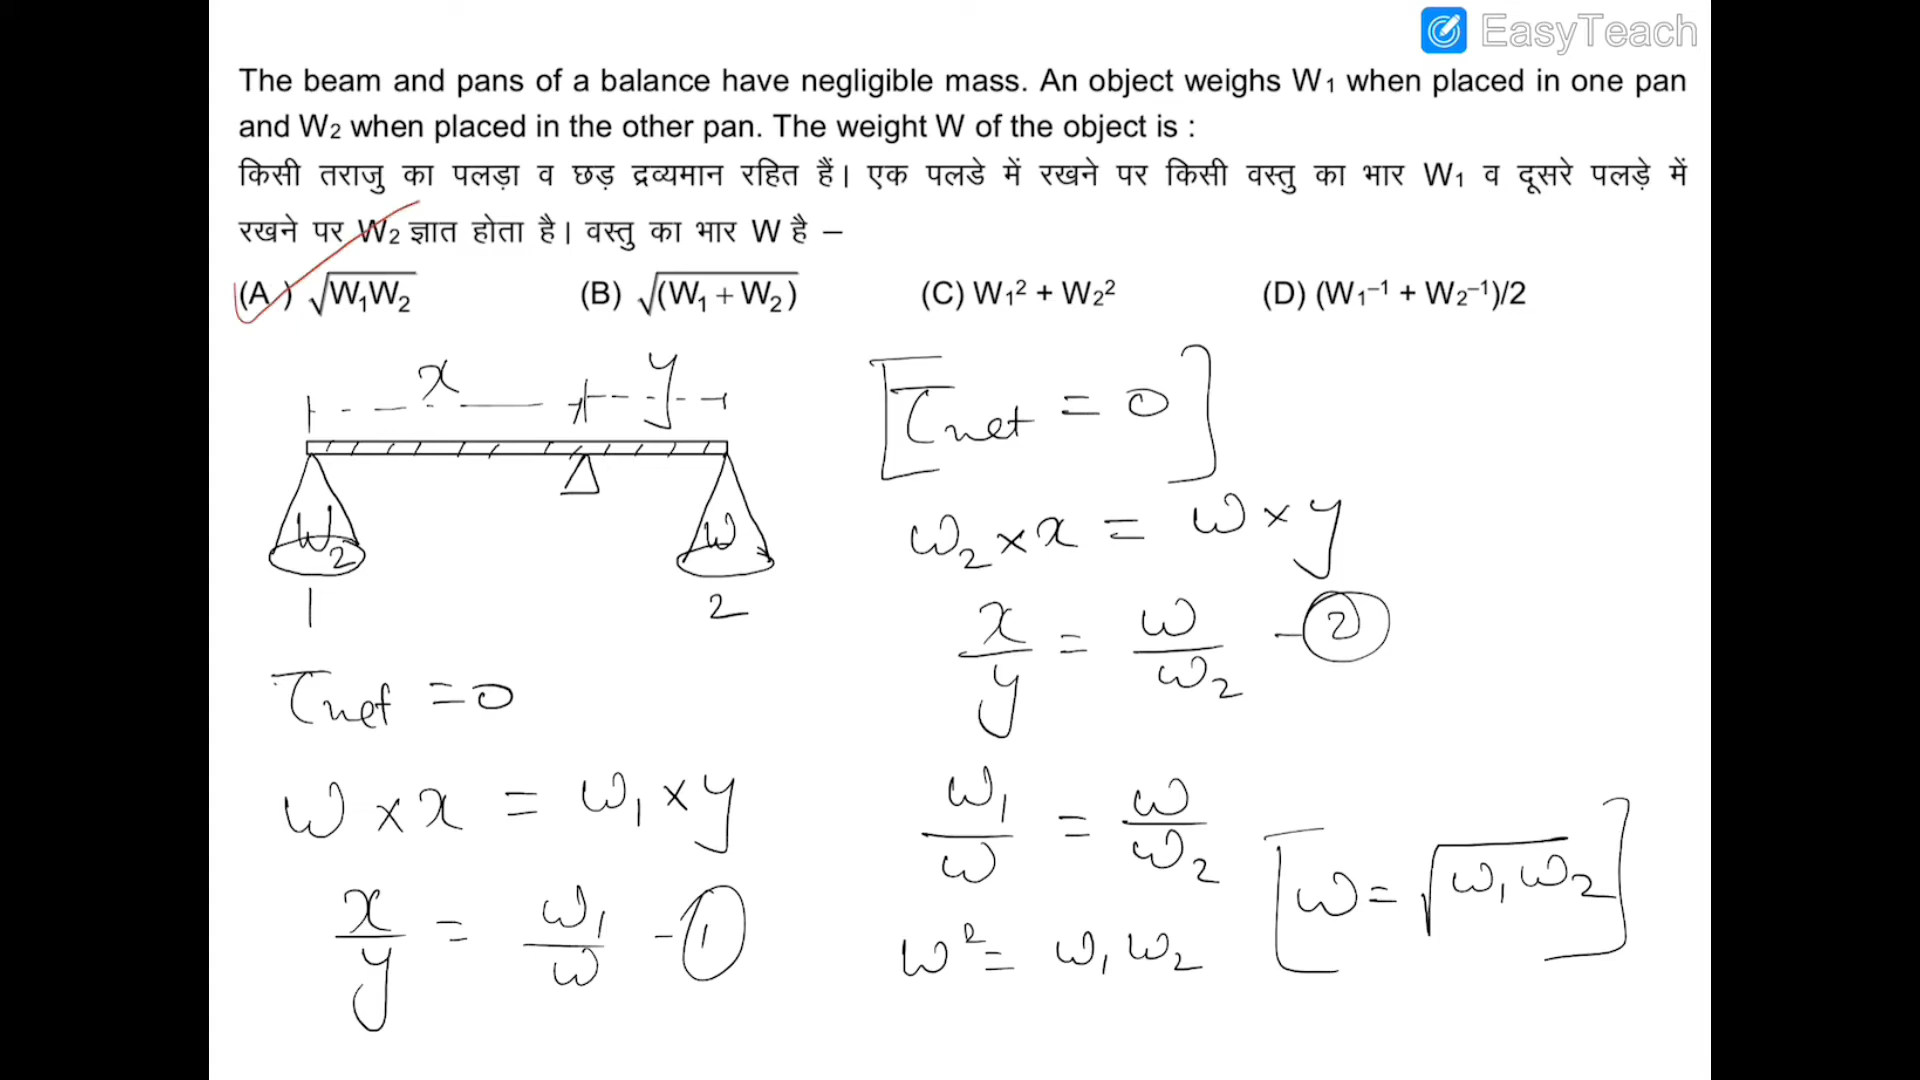 EasyTeach
The beam and pans of a balance have negligible mass. An object weighs W1 when placed in one pan
and W2 when placed in the other pan. The weight W of the object is :
किसी तराजु का पलड़ा व छड़ द्रव्यमान रहित हैं। एक पलडे में रखने पर किसी वस्तु का भार W1 व दूसरे पलड़े में
रखने पर W2 ज्ञात होता है। वस्तु का भार W है –
(A ) √W₁W₂ (B) √(W₁ + W₂) (C) W1² + W2² (D) (W1⁻¹ + W2⁻¹)/2
x y
W2 W
1 2
τnet = 0
W × x = W1 × y
x/y = W1/W - 1
[τnet = 0]
W2 × x = W × y
x/y = W/W2 - 2
W1/W = W/W2
W² = W1 W2
[W = √W1W2]